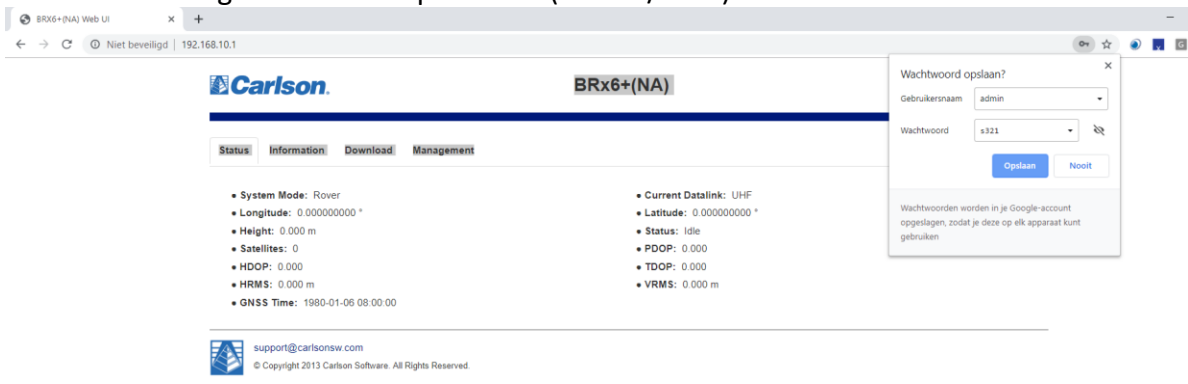 BRX6+(NA) Web UI
Niet beveiligd | 192.168.10.1
Carlson.
BRx6+(NA)
Status Information Download Management
• System Mode: Rover
• Longitude: 0.000000000 °
• Height: 0.000 m
• Satellites: 0
• HDOP: 0.000
• HRMS: 0.000 m
• GNSS Time: 1980-01-06 08:00:00
• Current Datalink: UHF
• Latitude: 0.000000000 °
• Status: Idle
• PDOP: 0.000
• TDOP: 0.000
• VRMS: 0.000 m
support@carlsonsw.com
© Copyright 2013 Carlson Software. All Rights Reserved.
Wachtwoord opslaan?
Gebruikersnaam admin
Wachtwoord s321
Opslaan Nooit
Wachtwoorden worden in je Google-account
opgeslagen, zodat je deze op elk apparaat kunt
gebruiken